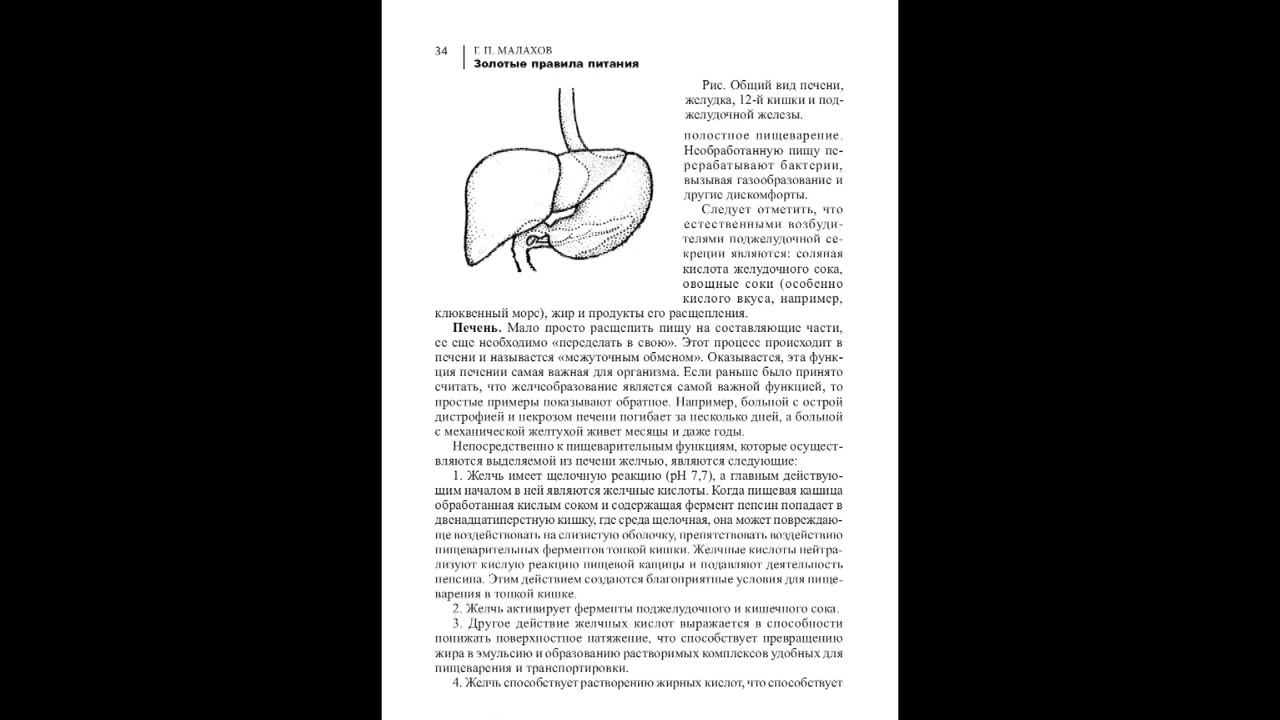 34
Г. П. МАЛАХОВ
Золотые правила питания
Рис. Общий вид печени,
желудка, 12-й кишки и под-
желудочной железы.
полостное пищеварение.
Необработанную пищу пе-
рерабатывают бактерии,
вызывая газообразование и
другие дискомфорты.
Следует отметить, что
естественными возбуди-
телями поджелудочной се-
креции являются: соляная
кислота желудочного сока,
овощные соки (особенно
кислого вкуса, например,
клюквенный морс), жир и продукты его расщепления.
Печень. Мало просто расщепить пищу на составляющие части,
ее еще необходимо «переделать в свою». Этот процесс происходит в
печени и называется «межуточным обменом». Оказывается, эта функ-
ция печении самая важная для организма. Если раньше было принято
считать, что желчеобразование является самой важной функцией, то
простые примеры показывают обратное. Например, больной с острой
дистрофией и некрозом печени погибает за несколько дней, а больной
с механической желтухой живет месяцы и даже годы.
Непосредственно к пищеварительным функциям, которые осущест-
вляются выделяемой из печени желчью, являются следующие:
1. Желчь имеет щелочную реакцию (pH 7,7), а главным действую-
щим началом в ней являются желчные кислоты. Когда пищевая кашица
обработанная кислым соком и содержащая фермент пепсин попадает в
двенадцатиперстную кишку, где среда щелочная, она может повреждаю-
ще воздействовать на слизистую оболочку, препятствовать воздействию
пищеварительных ферментов тонкой кишки. Желчные кислоты нейтра-
лизуют кислую реакцию пищевой кащицы и подавляют деятельность
пепсина. Этим действием создаются благоприятные условия для пище-
варения в тонкой кишке.
2. Желчь активирует ферменты поджелудочного и кишечного сока.
3. Другое действие желчных кислот выражается в способности
понижать поверхностное натяжение, что способствует превращению
жира в эмульсию и образованию растворимых комплексов удобных для
пищеварения и транспортировки.
4. Желчь способствует растворению жирных кислот, что способствует